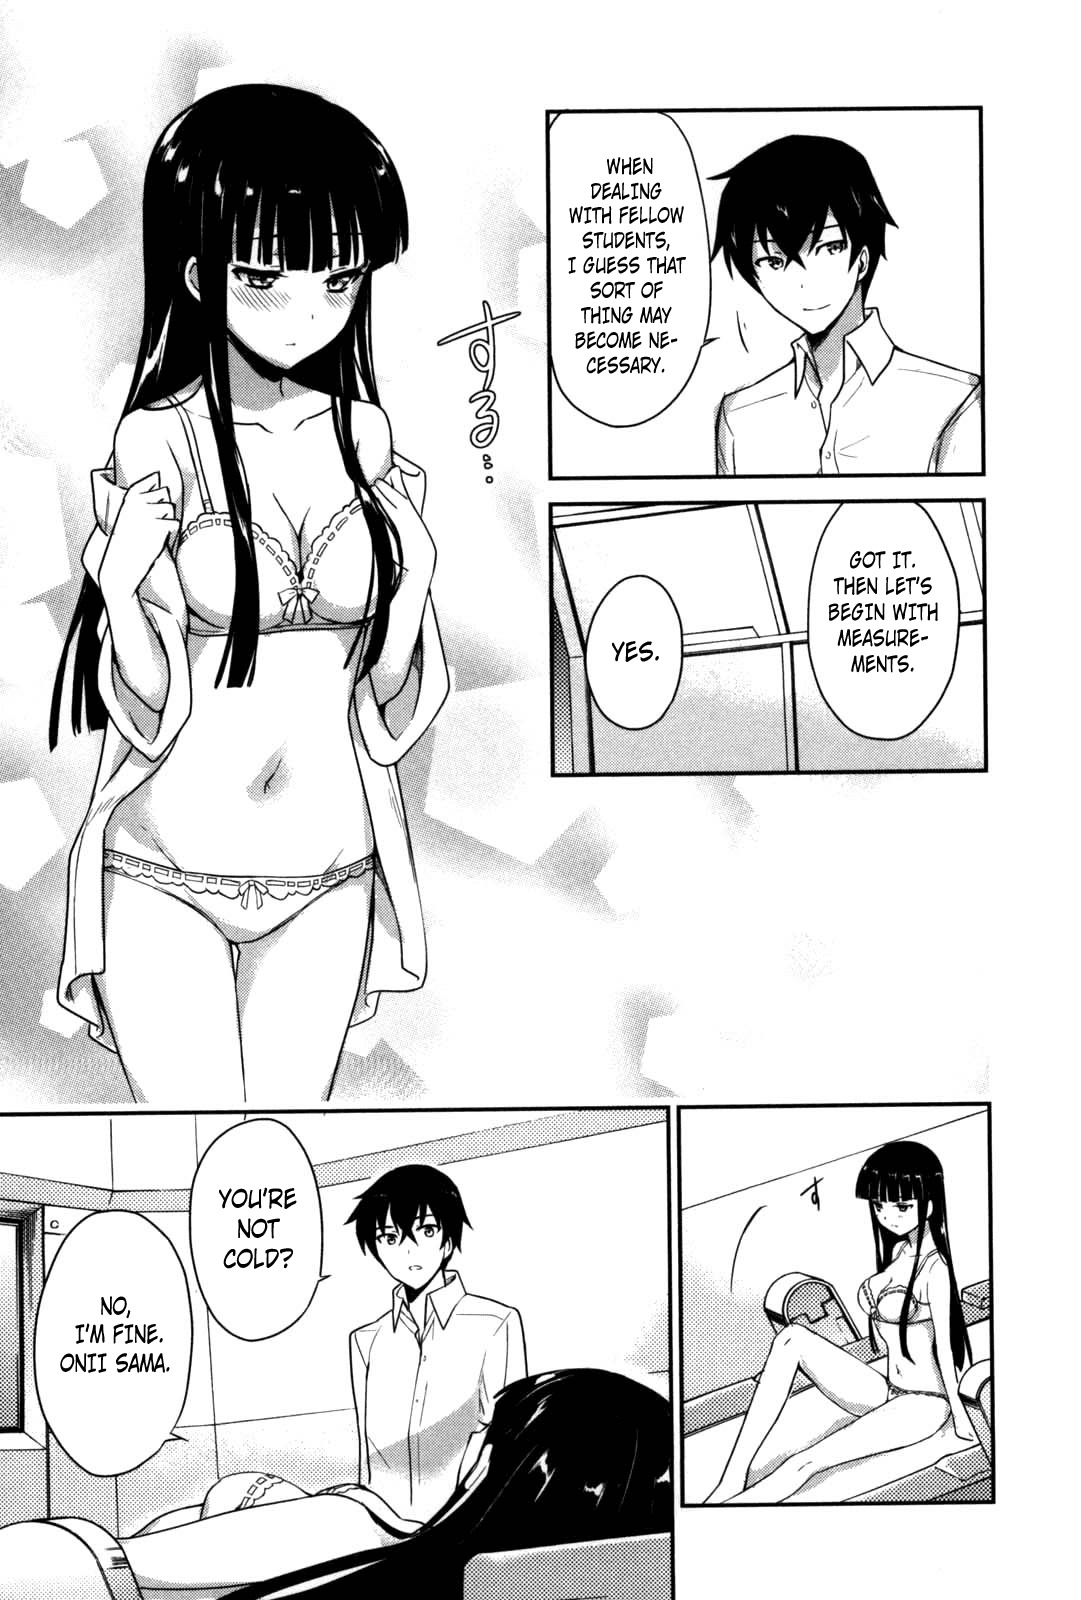 WHEN
DEALING
WITH FELLOW
STUDENTS,
I GUESS THAT
SORT OF
THING MAY
BECOME NE-
CESSARY.
GOT IT.
THEN LET'S
BEGIN WITH
MEASURE-
MENTS.
YES.
する…
す
YOU'RE
NOT
COLD?
NO,
I'M FINE.
ONII SAMA.